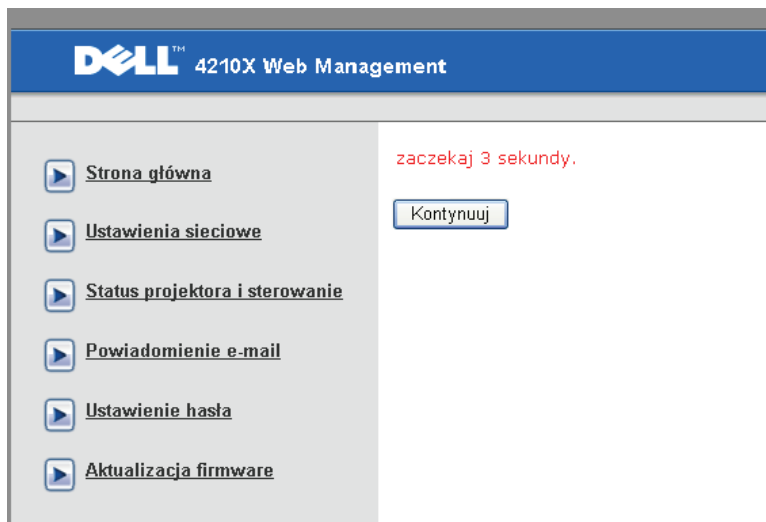 DELL™ 4210X Web Management
Strona główna
Ustawienia sieciowe
Status projektora i sterowanie
Powiadomienie e-mail
Ustawienie hasła
Aktualizacja firmware
zaczekaj 3 sekundy.
Kontynuuj